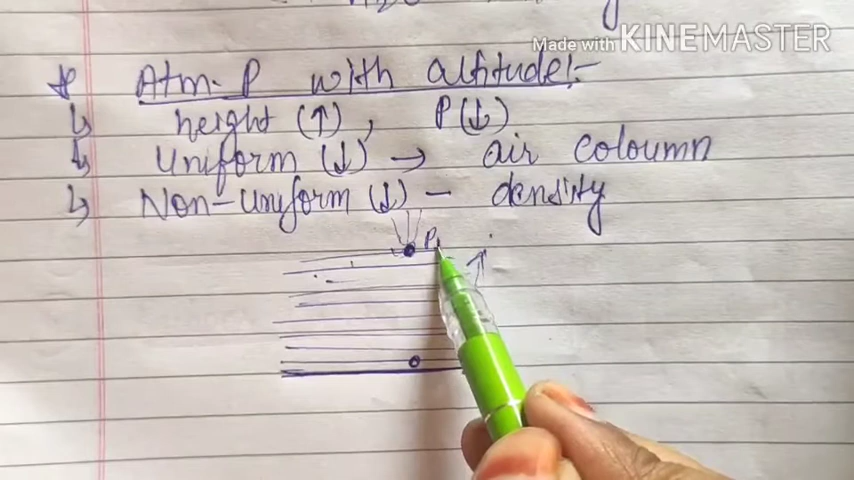 Made with KINEMASTER
* Atm. P with altitude:-
↳ height (↑), P(↓)
↳ Uniform (↓) → air coloumn
↳ Non-uniform (↓) - density
P